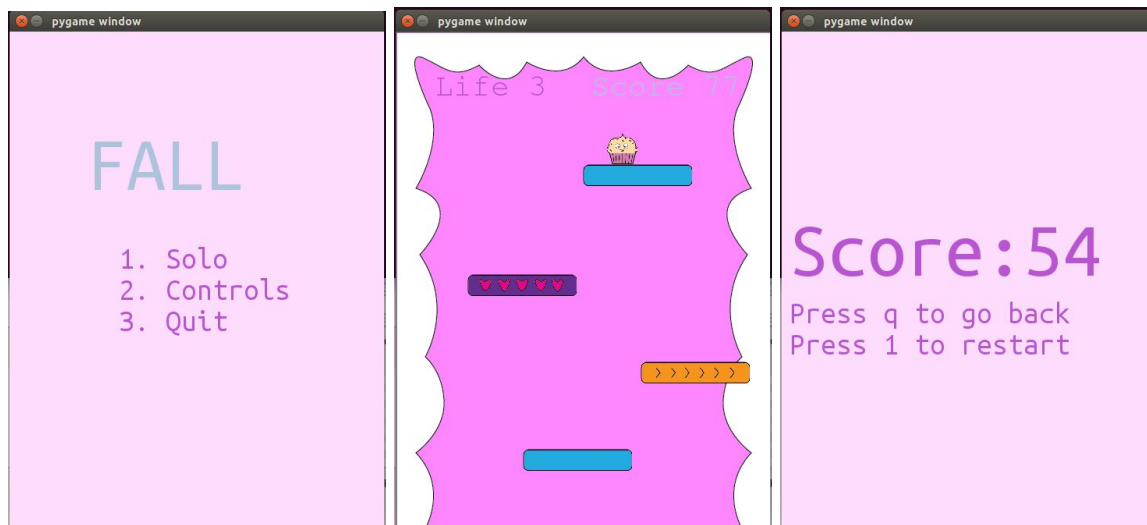 pygame window
FALL
1. Solo
2. Controls
3. Quit
pygame window
Life 3 Score 77
> > > > > >
pygame window
Score:54
Press q to go back
Press 1 to restart